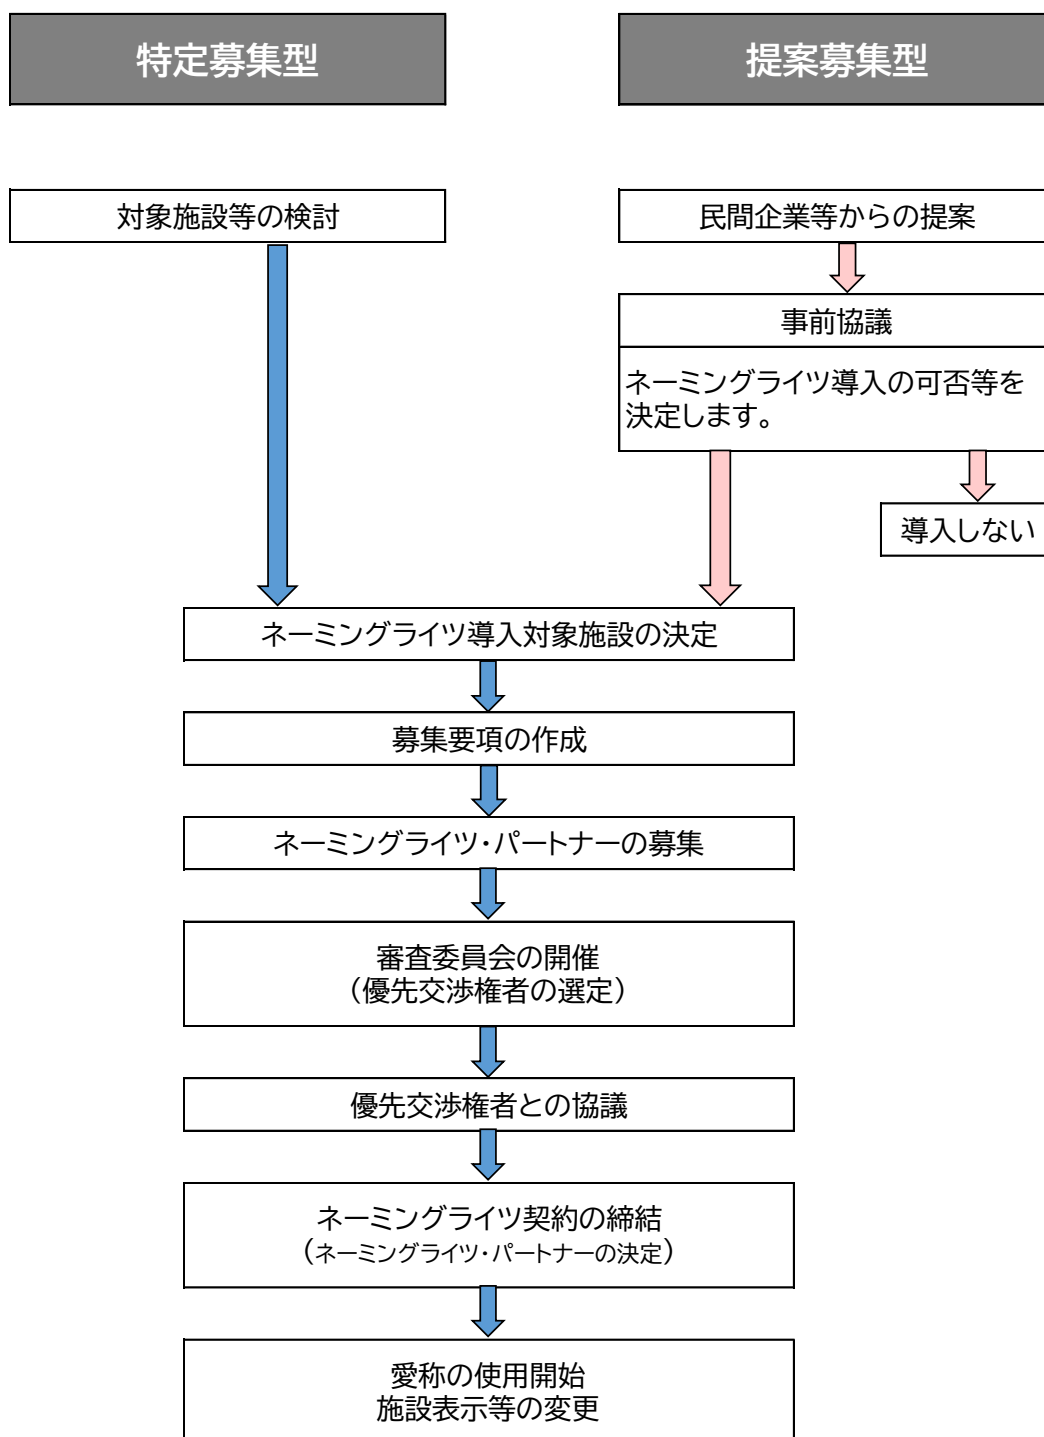 特定募集型
提案募集型
対象施設等の検討
民間企業等からの提案
事前協議
ネーミングライツ導入の可否等を
決定します。
導入しない
ネーミングライツ導入対象施設の決定
募集要項の作成
ネーミングライツ・パートナーの募集
審査委員会の開催
（優先交渉権者の選定）
優先交渉権者との協議
ネーミングライツ契約の締結
（ネーミングライツ・パートナーの決定）
愛称の使用開始
施設表示等の変更